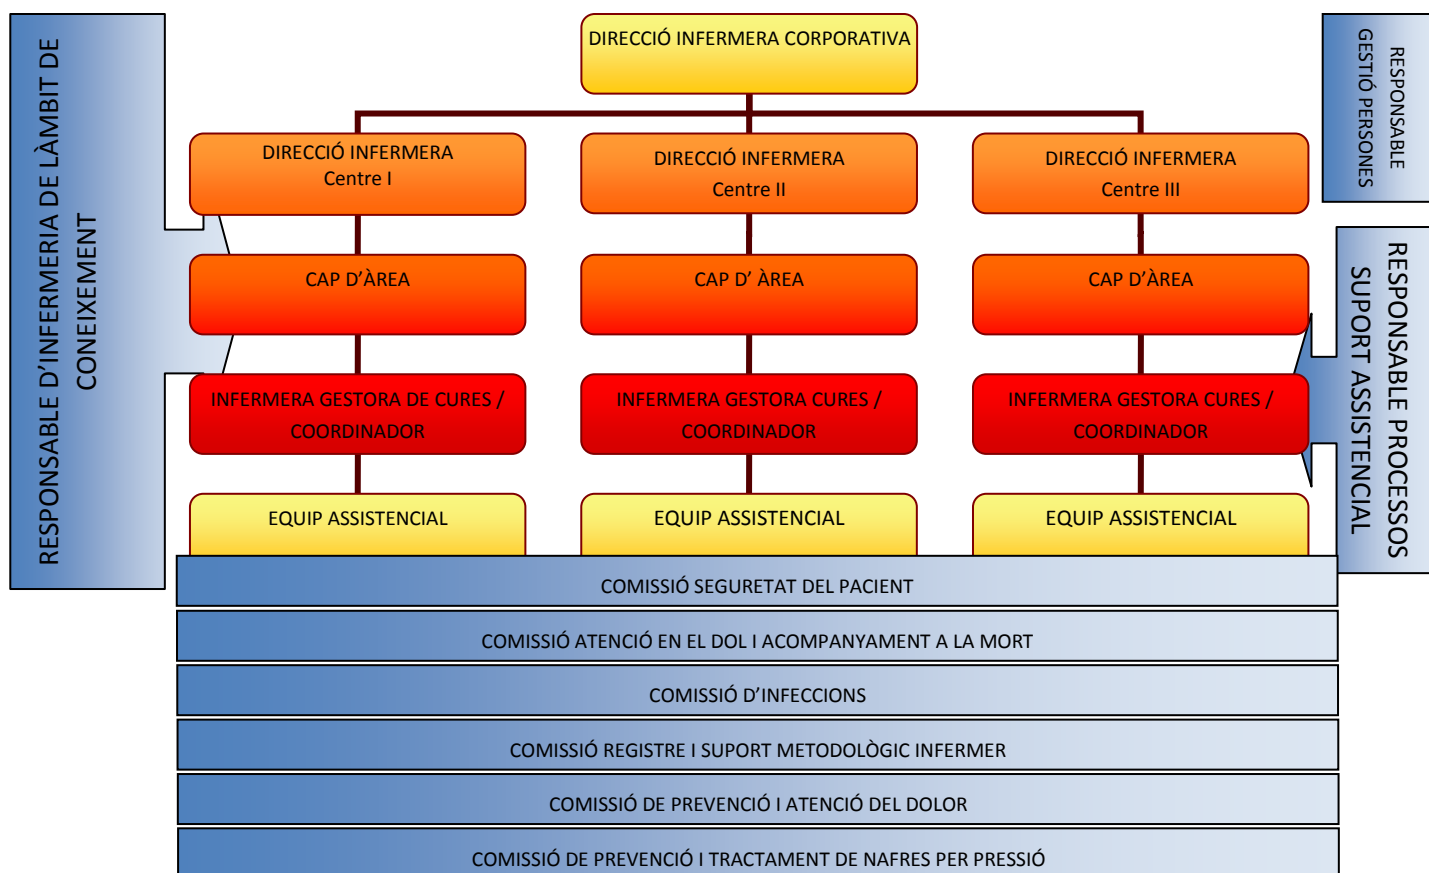 DIRECCIÓ INFERMERA CORPORATIVA
RESPONSABLE D’INFERMERIA DE LÀMBIT DE
CONEIXEMENT
RESPONSABLE
GESTIÓ PERSONES
DIRECCIÓ INFERMERA
Centre I
DIRECCIÓ INFERMERA
Centre II
DIRECCIÓ INFERMERA
Centre III
CAP D’ÀREA
CAP D’ ÀREA
CAP D’ÀREA
RESPONSABLE PROCESSOS
SUPORT ASSISTENCIAL
INFERMERA GESTORA DE CURES /
COORDINADOR
INFERMERA GESTORA CURES /
COORDINADOR
INFERMERA GESTORA CURES /
COORDINADOR
EQUIP ASSISTENCIAL
EQUIP ASSISTENCIAL
EQUIP ASSISTENCIAL
COMISSIÓ SEGURETAT DEL PACIENT
COMISSIÓ ATENCIÓ EN EL DOL I ACOMPANYAMENT A LA MORT
COMISSIÓ D’INFECCIONS
COMISSIÓ REGISTRE I SUPORT METODOLÒGIC INFERMER
COMISSIÓ DE PREVENCIÓ I ATENCIÓ DEL DOLOR
COMISSIÓ DE PREVENCIÓ I TRACTAMENT DE NAFRES PER PRESSIÓ